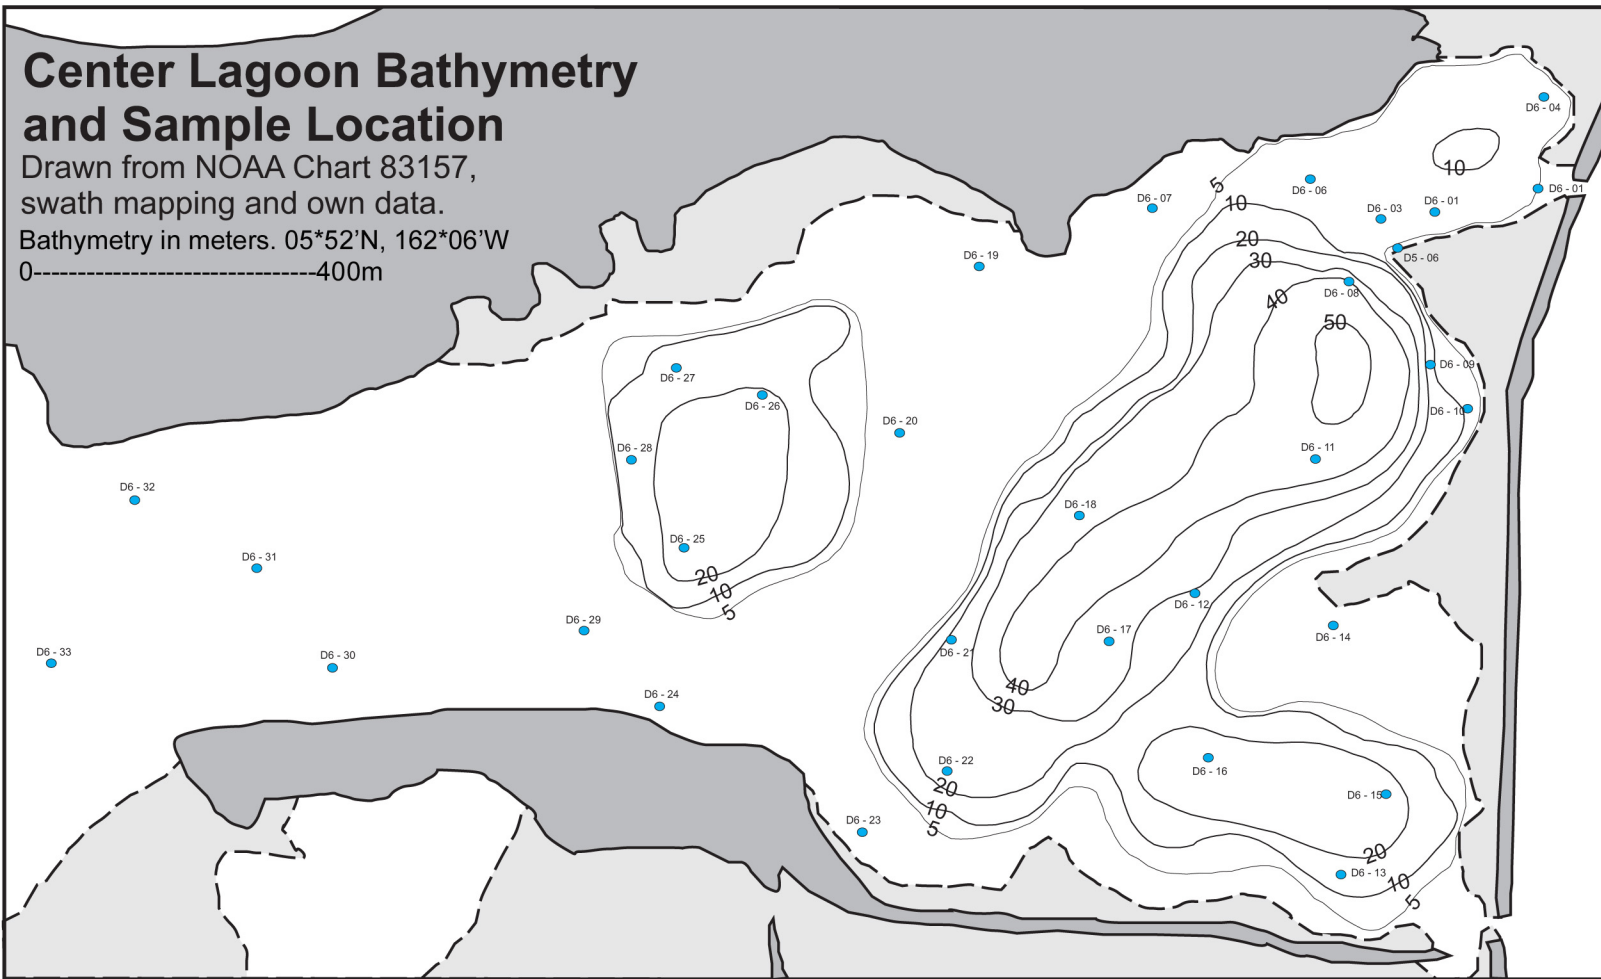 Center Lagoon Bathymetry
and Sample Location
Drawn from NOAA Chart 83157,
swath mapping and own data.
Bathymetry in meters. 05*52’N, 162*06’W
0--------------------------------400m
D6 - 04
10
D6 - 01
5
D6 - 06
D6 - 07
10
D6 - 03
D6 - 01
20
D6 - 19
30
D5 - 06
40
D6 - 08
50
D6 - 27
D6 - 09
D6 - 26
D6 - 10
D6 - 20
D6 - 28
D6 - 11
D6 - 32
D6 -18
D6 - 25
D6 - 31
20
10
5
D6 - 12
D6 - 29
D6 - 17
D6 - 14
D6 - 33
D6 - 30
D6 - 21
40
30
D6 - 24
D6 - 22
D6 - 16
20
D6 - 15
10
5
D6 - 23
20
D6 - 13
10
5